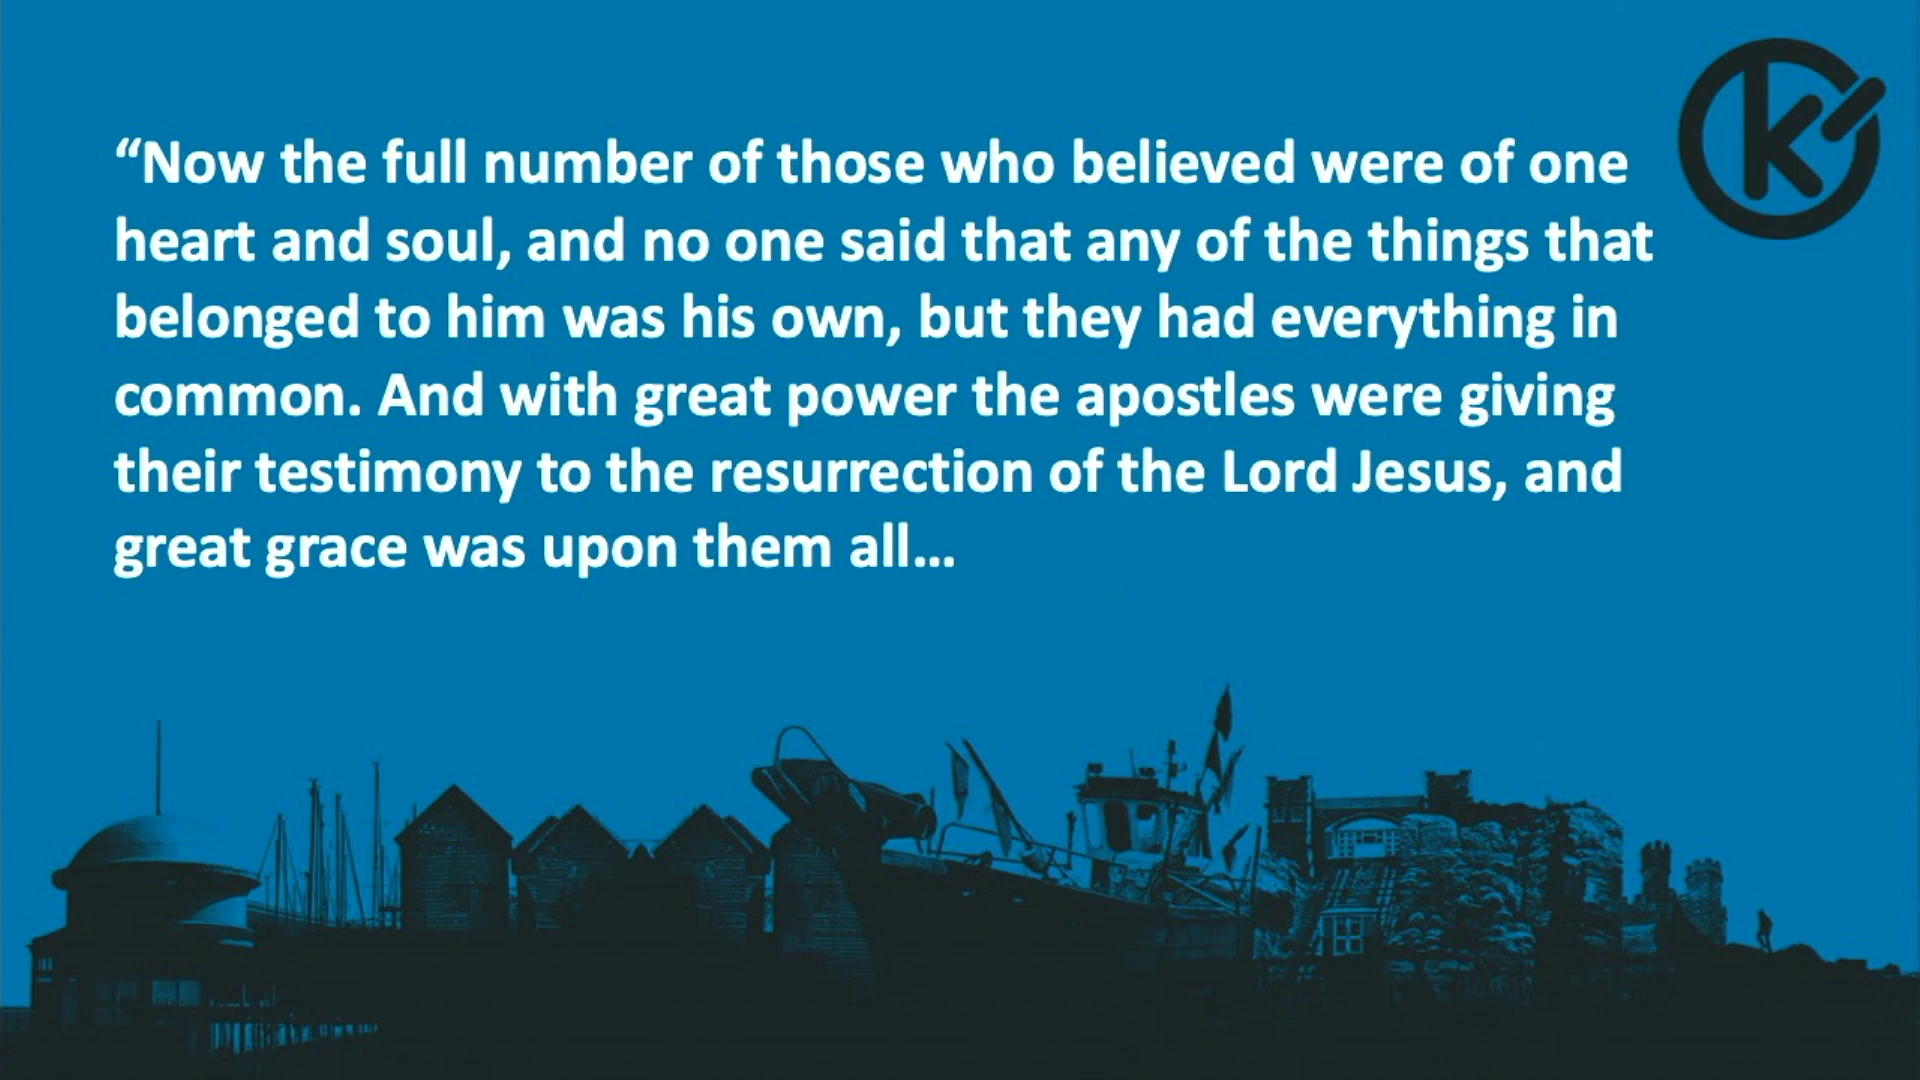 “Now the full number of those who believed were of one
heart and soul, and no one said that any of the things that
belonged to him was his own, but they had everything in
common. And with great power the apostles were giving
their testimony to the resurrection of the Lord Jesus, and
great grace was upon them all...
k